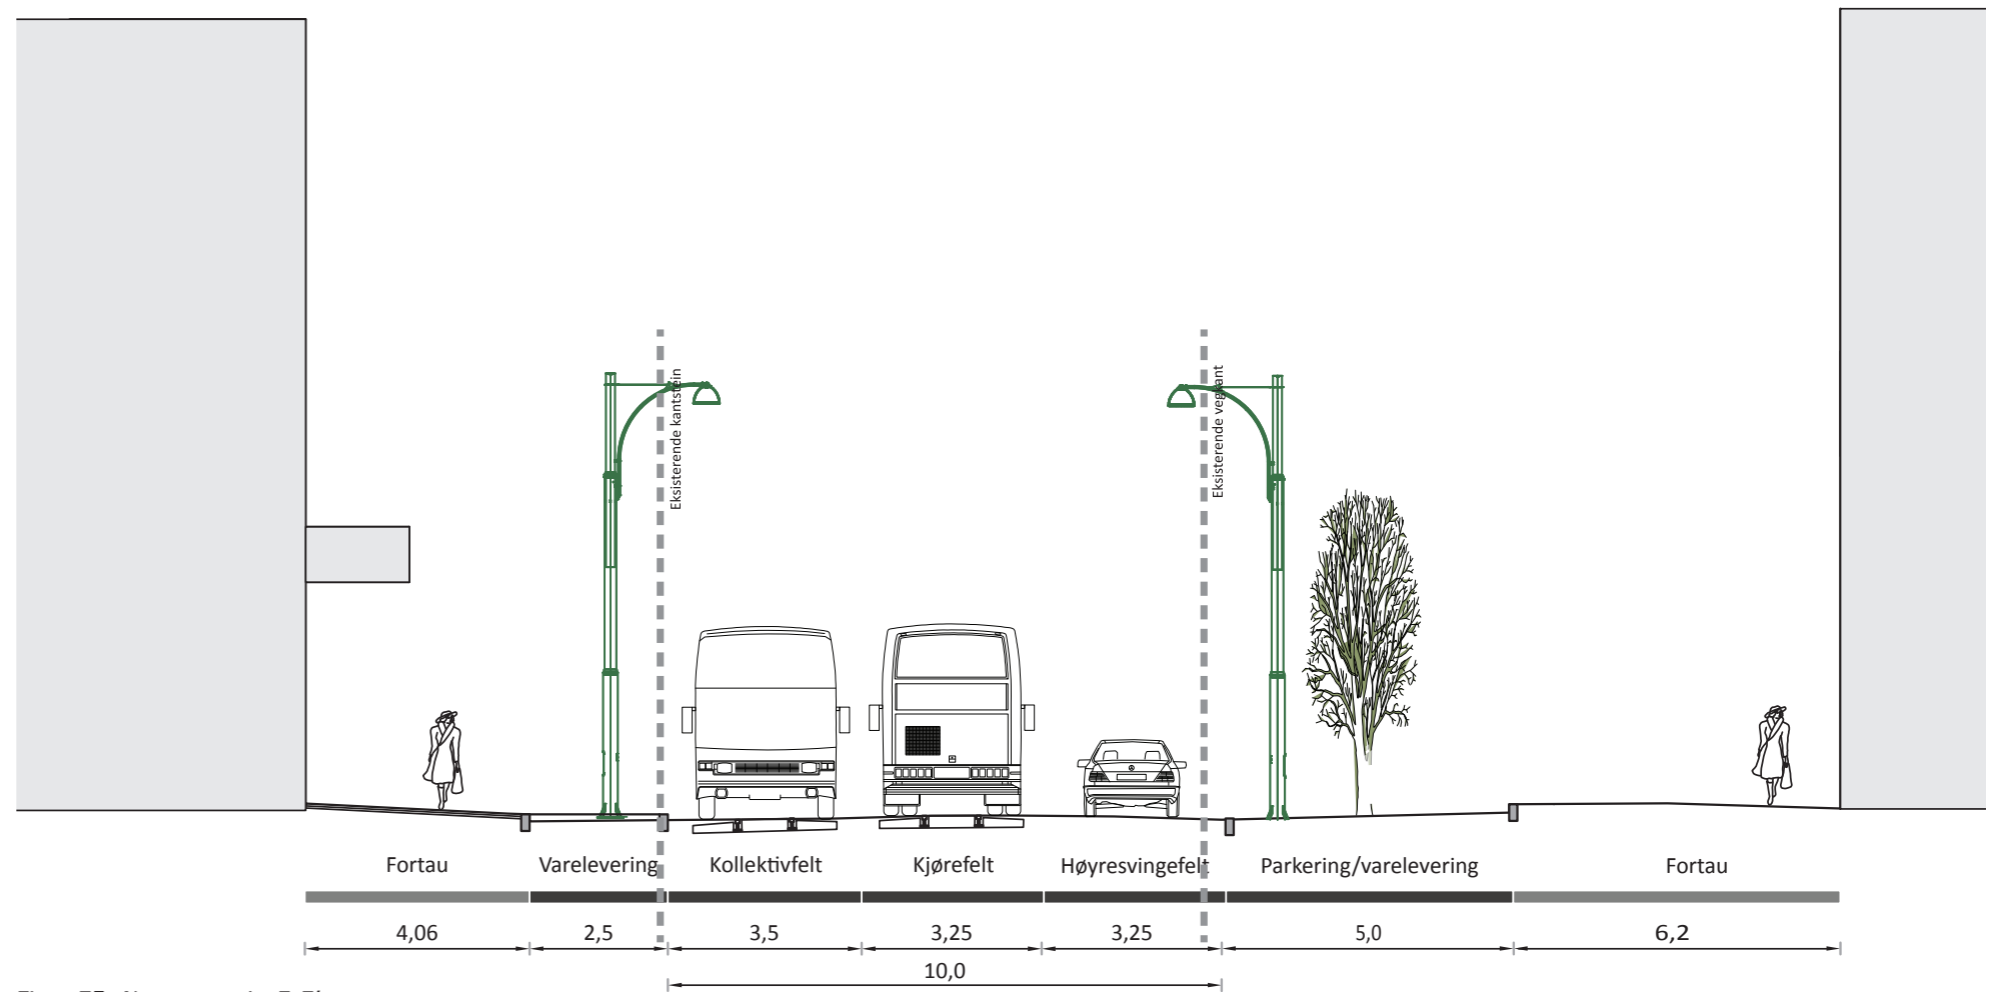 Eksisterende kantstein
Eksisterende vegkant
Fortau Varelevering Kollektivfelt Kjørefelt Høyresvingefelt Parkering/varelevering Fortau
4,06 2,5 3,5 3,25 3,25 5,0 6,2
10,0